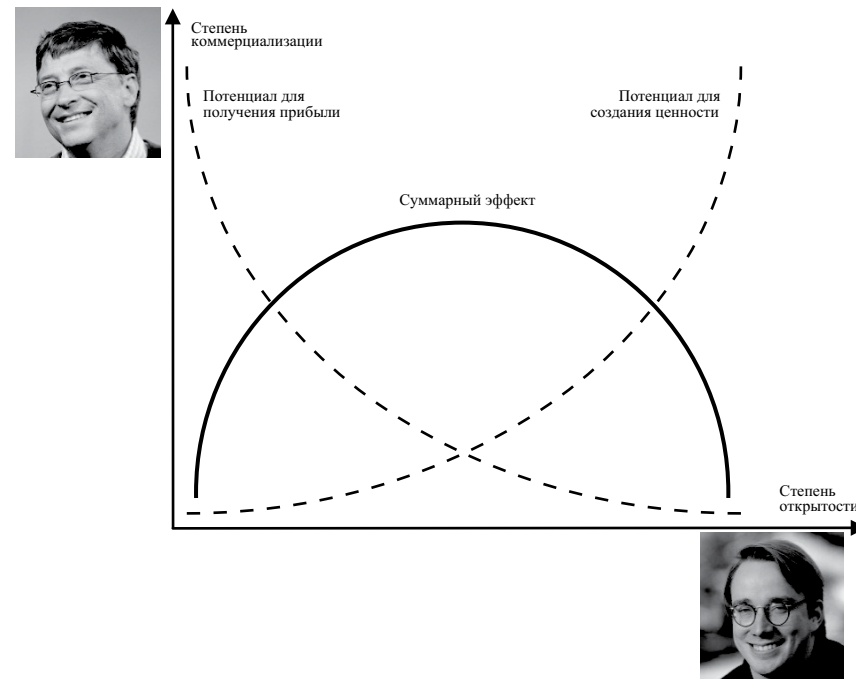 Степень
коммерциализации
Потенциал для
получения прибыли
Потенциал для
создания ценности
Суммарный эффект
Степень
открытости